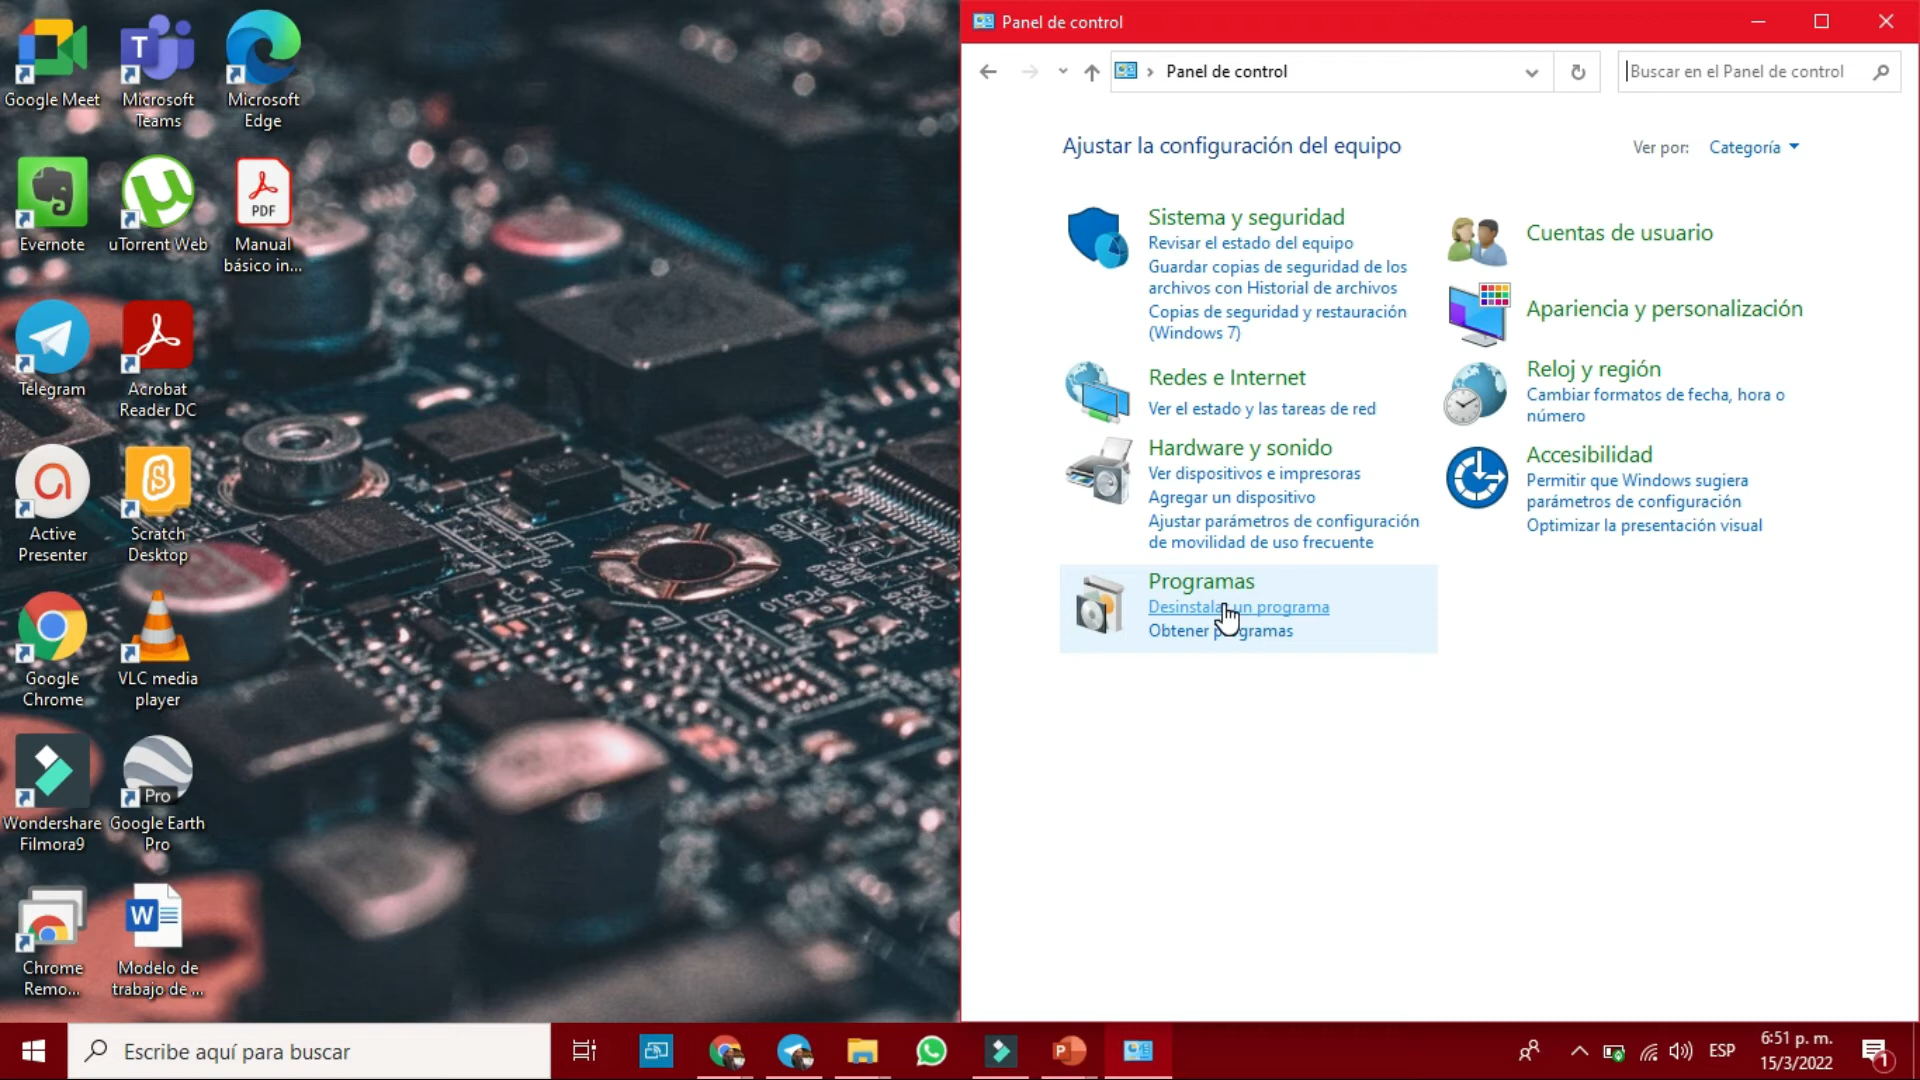 Google Meet
Microsoft
Teams
Microsoft
Edge
Evernote
uTorrent Web
PDF
Manual
básico in...
Telegram
Acrobat
Reader DC
Active
Presenter
Scratch
Desktop
Google
Chrome
VLC media
player
Wondershare
Filmora9
Pro
Google Earth
Pro
Chrome
Remo...
Modelo de
trabajo de ...
Panel de control
Panel de control
Buscar en el Panel de control
Ajustar la configuración del equipo
Ver por: Categoría
Sistema y seguridad
Revisar el estado del equipo
Guardar copias de seguridad de los
archivos con Historial de archivos
Copias de seguridad y restauración
(Windows 7)
Redes e Internet
Ver el estado y las tareas de red
Hardware y sonido
Ver dispositivos e impresoras
Agregar un dispositivo
Ajustar parámetros de configuración
de movilidad de uso frecuente
Programas
Desinstalar un programa
Obtener programas
Cuentas de usuario
Apariencia y personalización
Reloj y región
Cambiar formatos de fecha, hora o
número
Accesibilidad
Permitir que Windows sugiera
parámetros de configuración
Optimizar la presentación visual
Escribe aquí para buscar
ESP
6:51 p. m.
15/3/2022
1